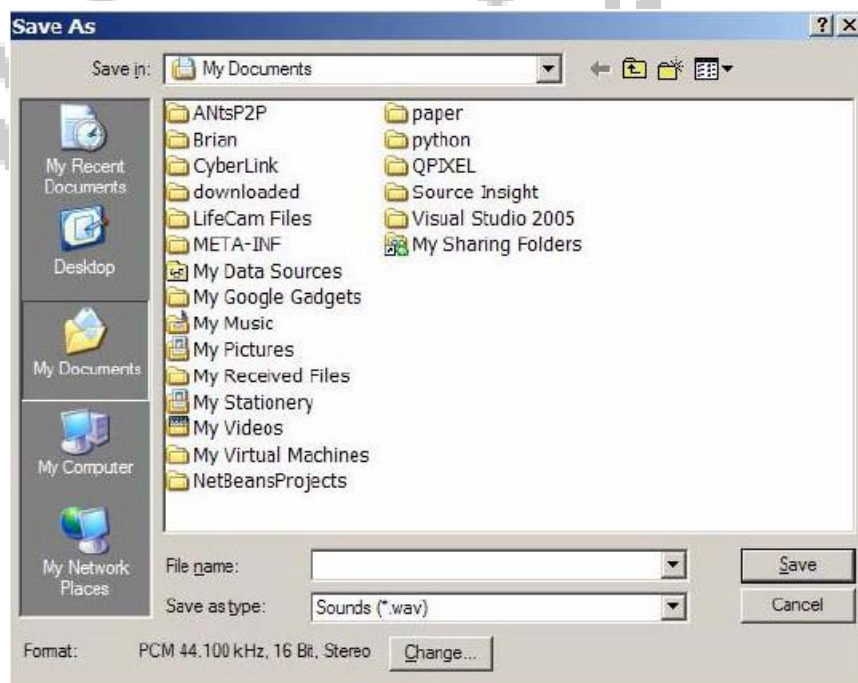 Save As
Save in: My Documents
My Recent Documents
Desktop
My Documents
My Computer
My Network Places
ANtsP2P
Brian
CyberLink
downloaded
LifeCam Files
META-INF
My Data Sources
My Google Gadgets
My Music
My Pictures
My Received Files
My Stationery
My Videos
My Virtual Machines
NetBeansProjects
paper
python
QPIXEL
Source Insight
Visual Studio 2005
My Sharing Folders
File name:
Save
Save as type: Sounds (*.wav)
Cancel
Format: PCM 44.100 kHz, 16 Bit, Stereo Change...